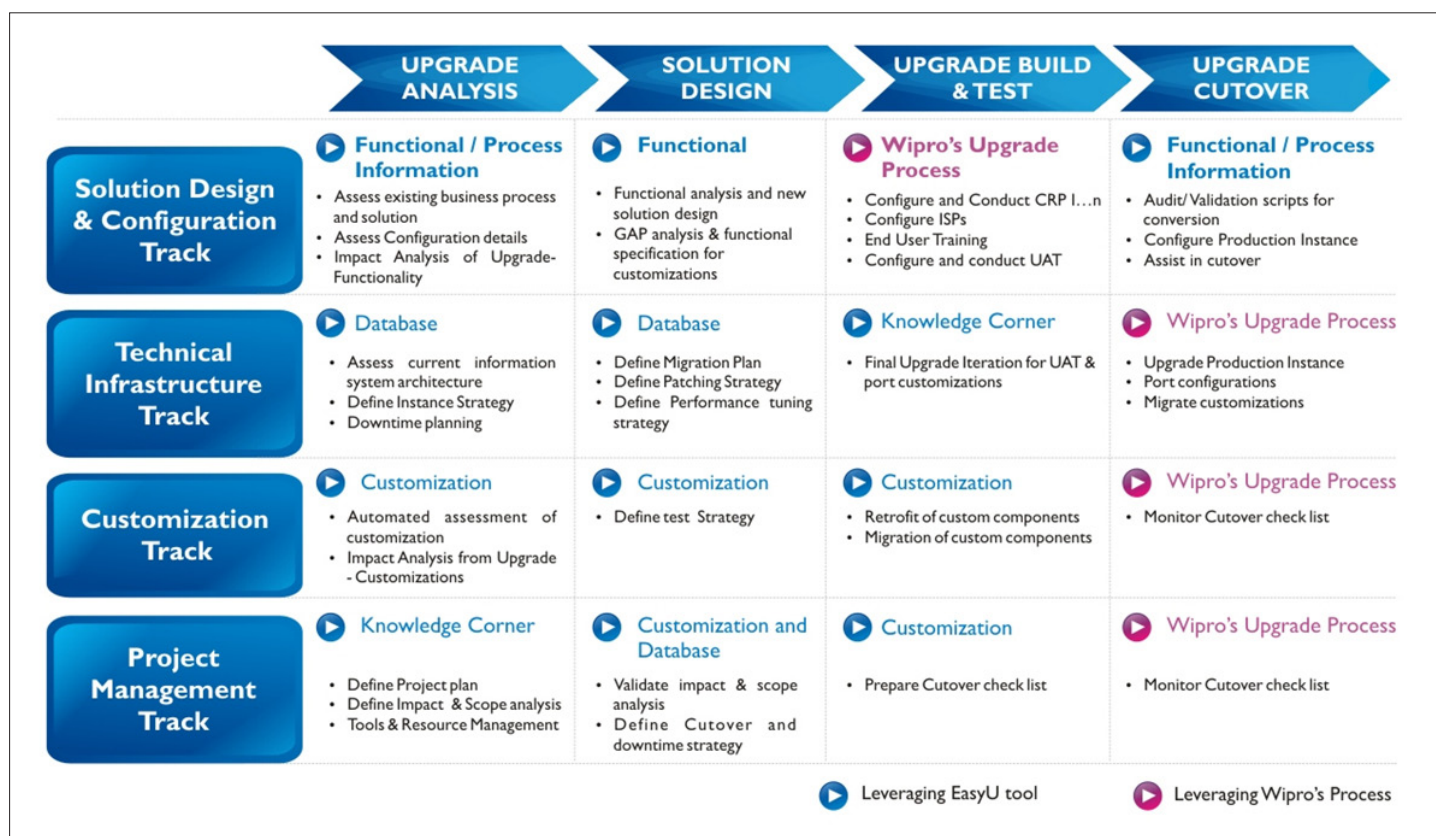 UPGRADE
ANALYSIS
SOLUTION
DESIGN
UPGRADE BUILD
& TEST
UPGRADE
CUTOVER
Solution Design
& Configuration
Track
Functional / Process
Information
• Assess existing business process
and solution
• Assess Configuration details
• Impact Analysis of Upgrade-
Functionality
Functional
• Functional analysis and new
solution design
• GAP analysis & functional
specification for
customizations
Wipro's Upgrade
Process
• Configure and Conduct CRP I…n
• Configure ISPs
• End User Training
• Configure and conduct UAT
Functional / Process
Information
• Audit/ Validation scripts for
conversion
• Configure Production Instance
• Assist in cutover
Technical
Infrastructure
Track
Database
• Assess current information
system architecture
• Define Instance Strategy
• Downtime planning
Database
• Define Migration Plan
• Define Patching Strategy
• Define Performance tuning
strategy
Knowledge Corner
• Final Upgrade Iteration for UAT &
port customizations
Wipro's Upgrade Process
• Upgrade Production Instance
• Port configurations
• Migrate customizations
Customization
Track
Customization
• Automated assessment of
customization
• Impact Analysis from Upgrade
- Customizations
Customization
• Define test Strategy
Customization
• Retrofit of custom components
• Migration of custom components
Wipro's Upgrade Process
• Monitor Cutover check list
Project
Management
Track
Knowledge Corner
• Define Project plan
• Define Impact & Scope analysis
• Tools & Resource Management
Customization and
Database
• Validate impact & scope
analysis
• Define Cutover and
downtime strategy
Customization
• Prepare Cutover check list
Wipro's Upgrade Process
• Monitor Cutover check list
Leveraging EasyU tool
Leveraging Wipro's Process